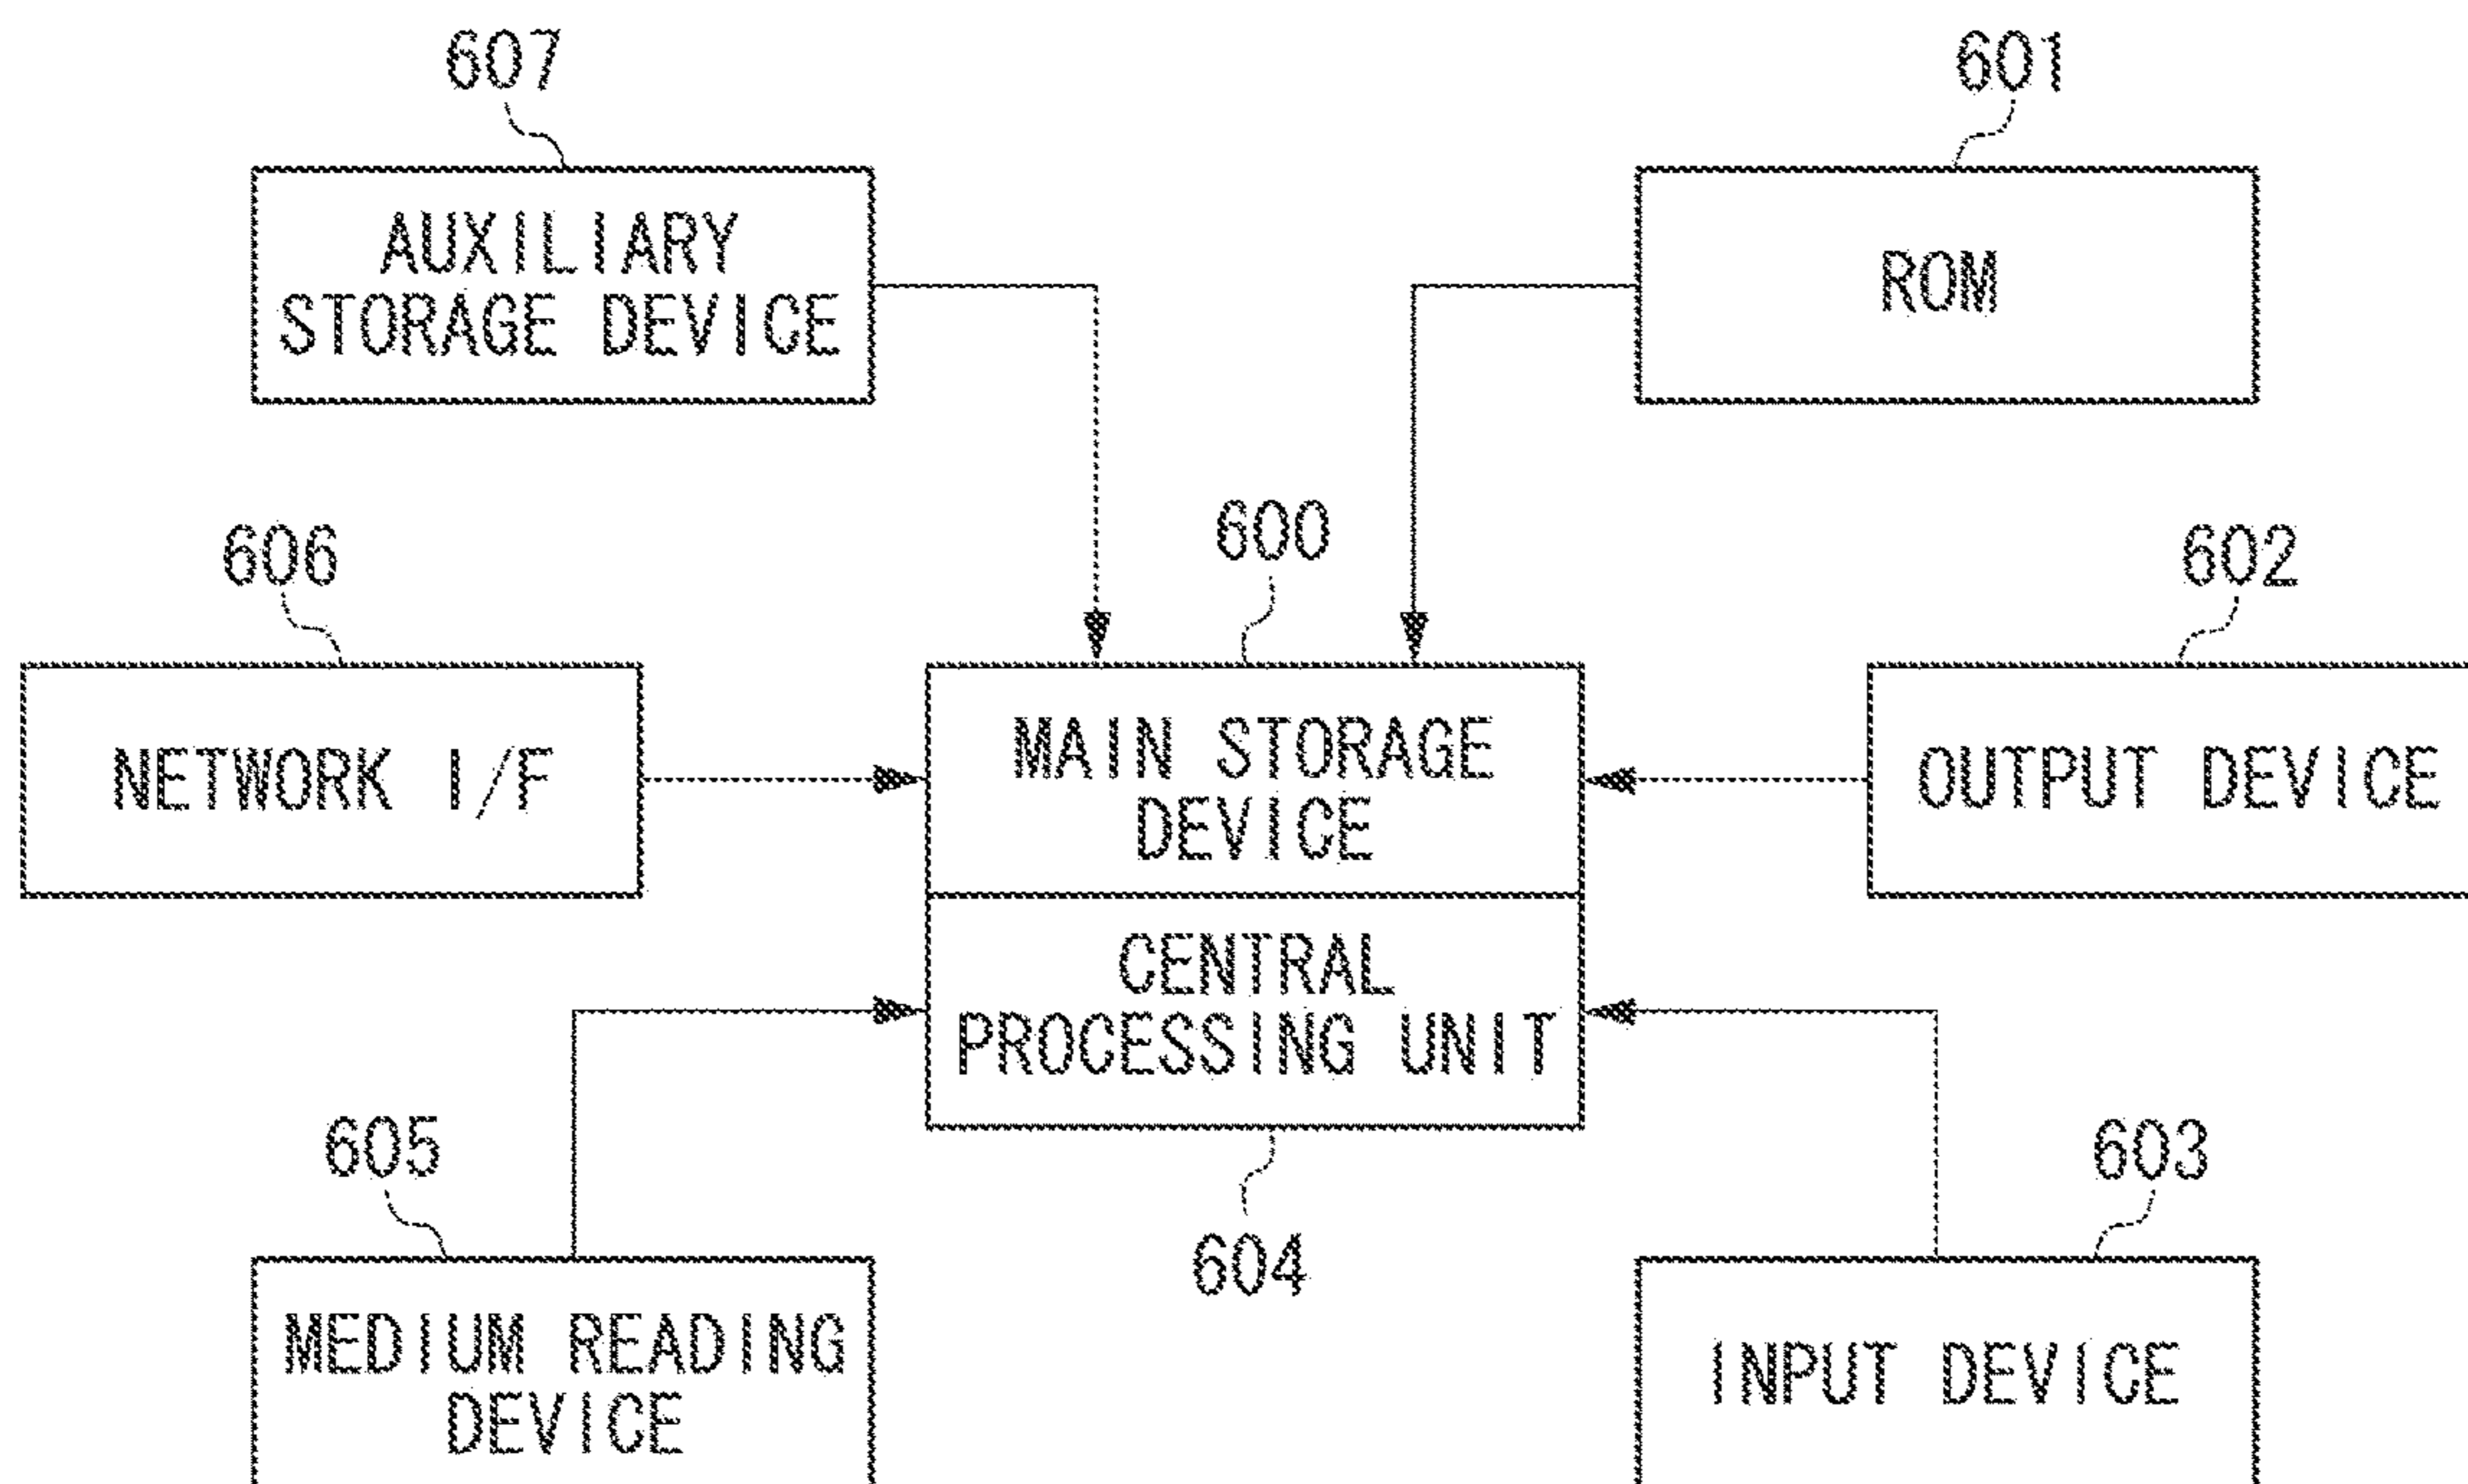 607
601
AUXILIARY
STORAGE DEVICE
ROM
606
600
602
NETWORK I/F
MAIN STORAGE
DEVICE
OUTPUT DEVICE
CENTRAL
PROCESSING UNIT
605
604
603
MEDIUM READING
DEVICE
INPUT DEVICE